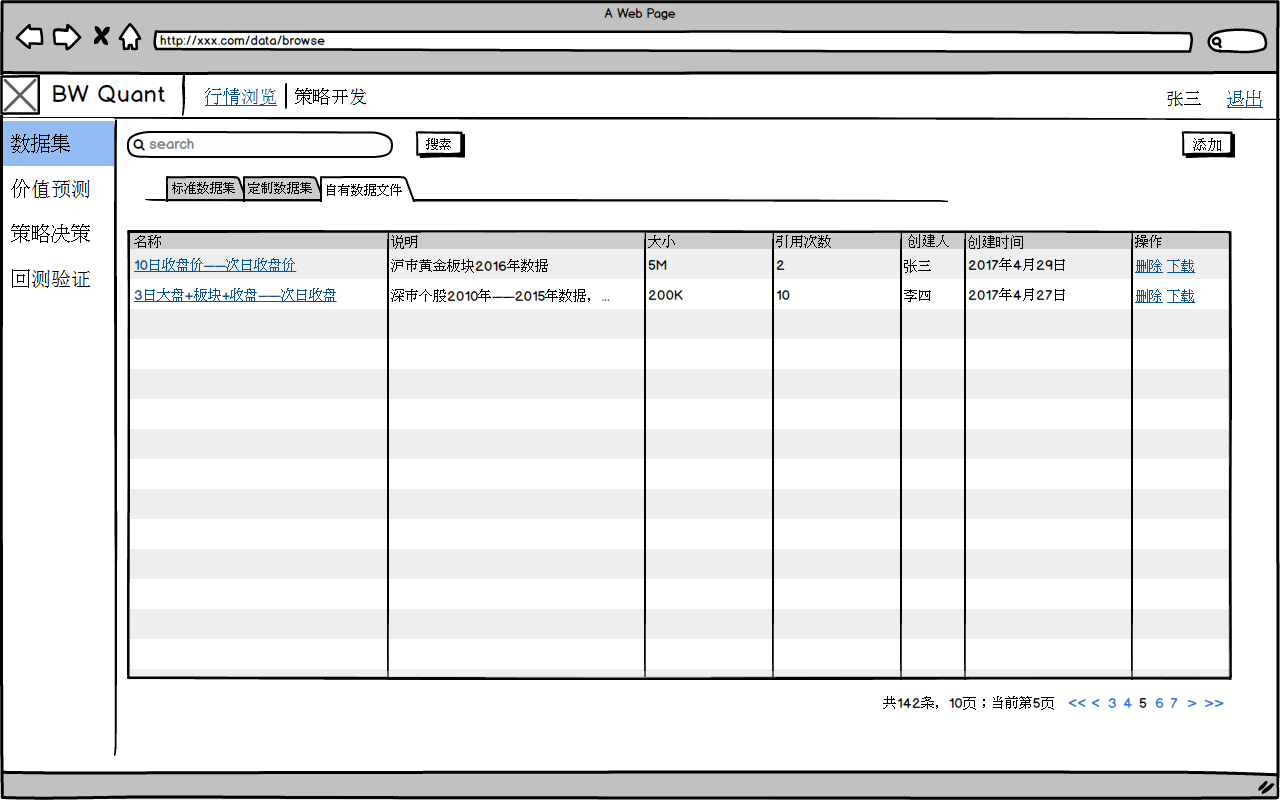 A Web Page
http://xxx.com/data/browse
BW Quant 行情浏览 策略开发 张三 退出
数据集
价值预测
策略决策
回测验证
search 搜索 添加
标准数据集 定制数据集 自有数据文件
名称 说明 大小 引用次数 创建人 创建时间 操作
10日收盘价——次日收盘价 沪市黄金板块2016年数据 5M 2 张三 2017年4月29日 删除 下载
3日大盘+板块+收盘——次日收盘 深市个股2010年——2015年数据，... 200K 10 李四 2017年4月27日 删除 下载
共142条，10页；当前第5页 << < 3 4 5 6 7 > >>